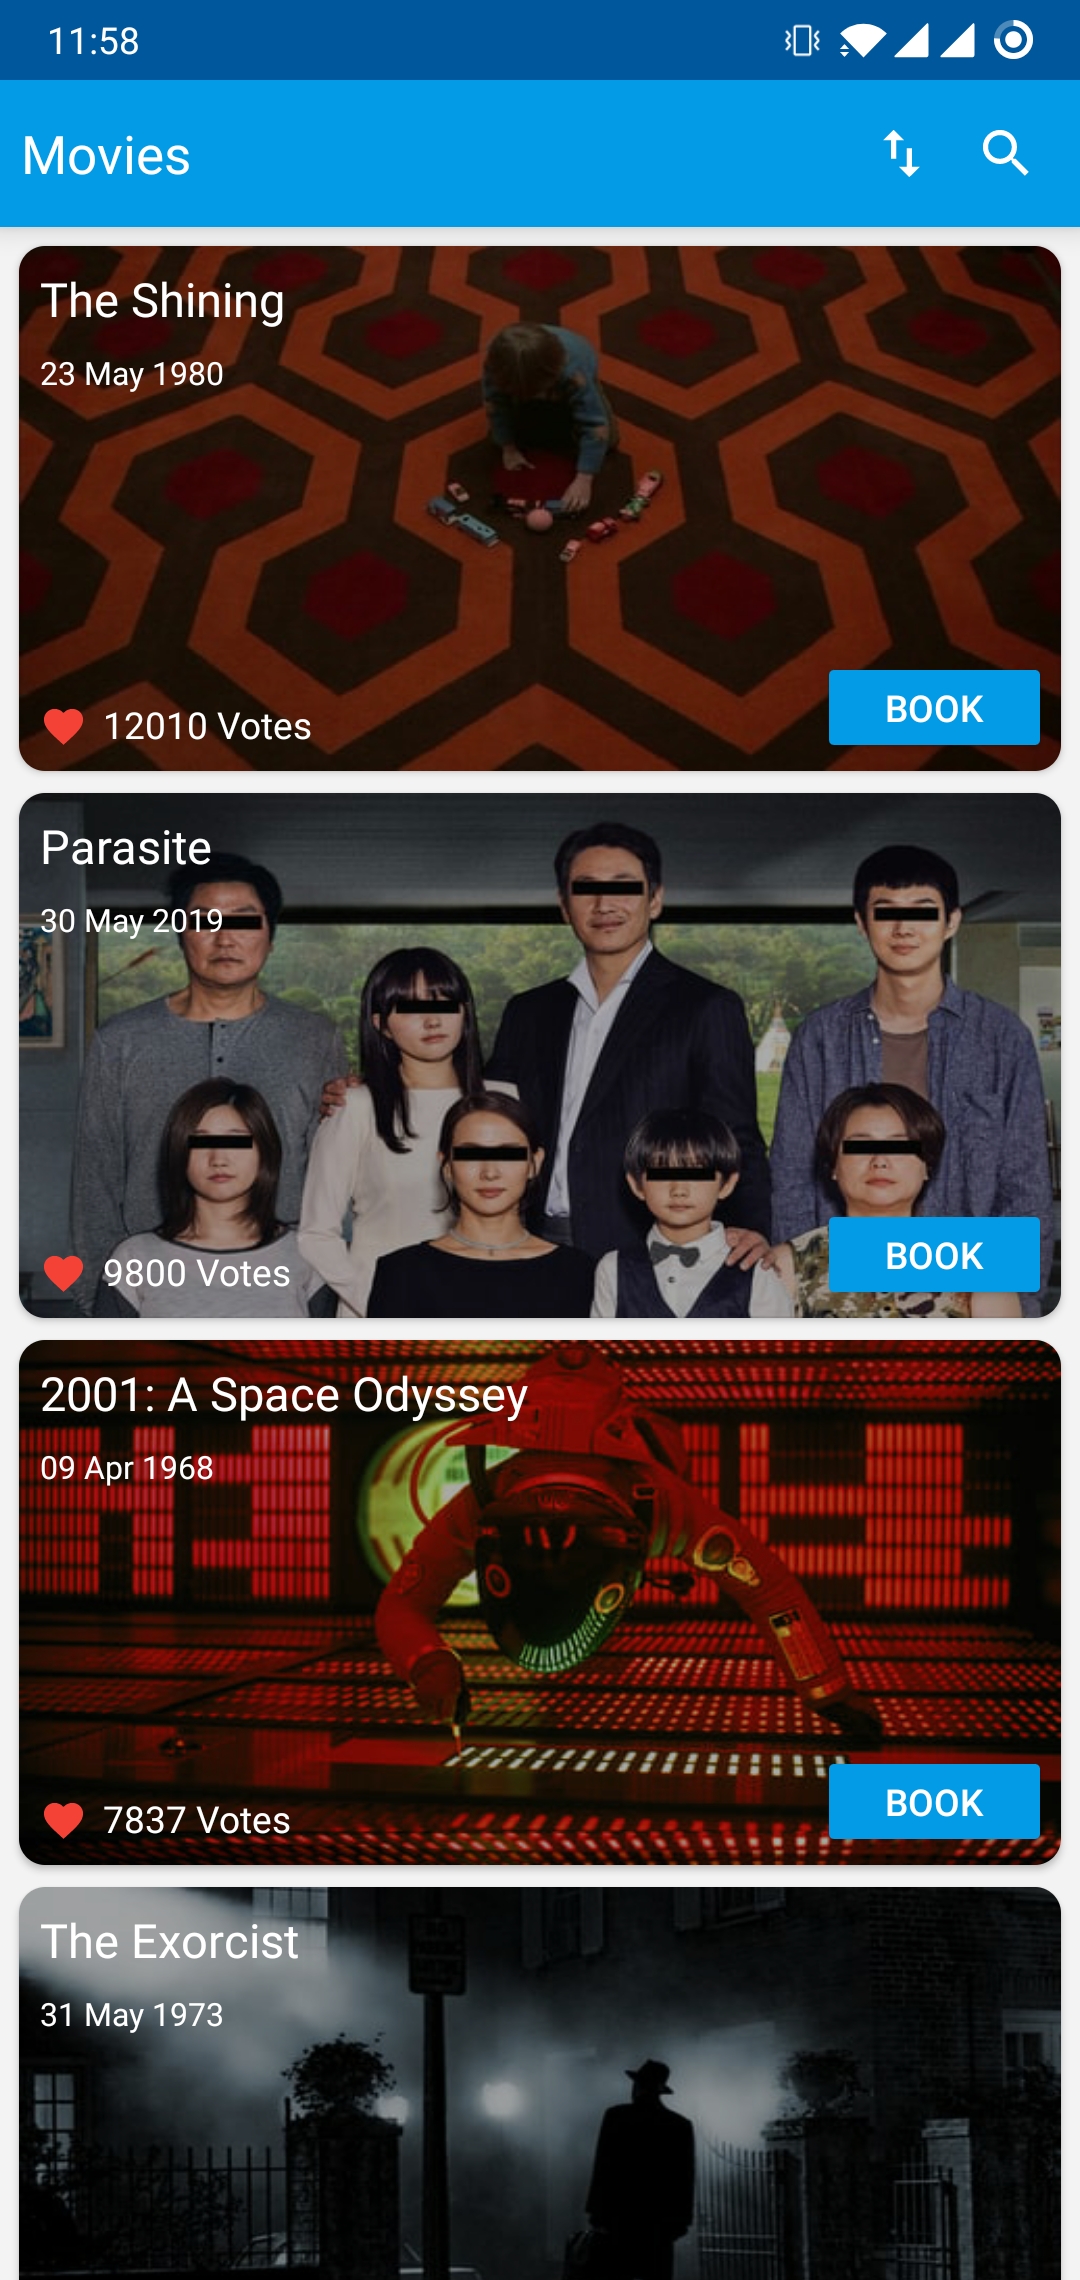 11:58
Movies
The Shining
23 May 1980
12010 Votes
BOOK
Parasite
30 May 2019
9800 Votes
BOOK
2001: A Space Odyssey
09 Apr 1968
7837 Votes
BOOK
The Exorcist
31 May 1973